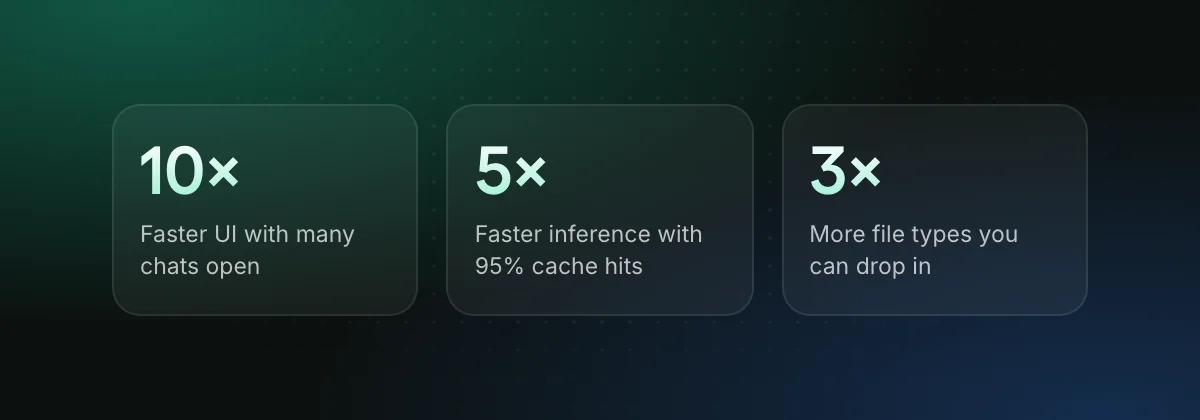 10×
Faster UI with many
chats open
5×
Faster inference with
95% cache hits
3×
More file types you
can drop in